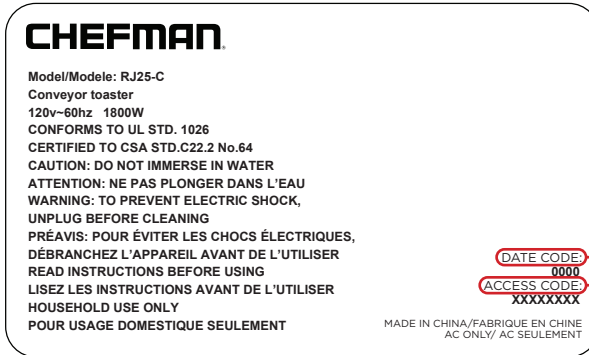 CHEFMAN®
Model/Modele: RJ25-C
Conveyor toaster
120v~60hz 1800W
CONFORMS TO UL STD. 1026
CERTIFIED TO CSA STD.C22.2 No.64
CAUTION: DO NOT IMMERSE IN WATER
ATTENTION: NE PAS PLONGER DANS L'EAU
WARNING: TO PREVENT ELECTRIC SHOCK,
UNPLUG BEFORE CLEANING
PRÉAVIS: POUR ÉVITER LES CHOCS ÉLECTRIQUES,
DÉBRANCHEZ L'APPAREIL AVANT DE L'UTILISER
READ INSTRUCTIONS BEFORE USING
LISEZ LES INSTRUCTIONS AVANT DE L'UTILISER
HOUSEHOLD USE ONLY
POUR USAGE DOMESTIQUE SEULEMENT
DATE CODE:
0000
ACCESS CODE:
XXXXXXXX
MADE IN CHINA/FABRIQUE EN CHINE
AC ONLY/ AC SEULEMENT